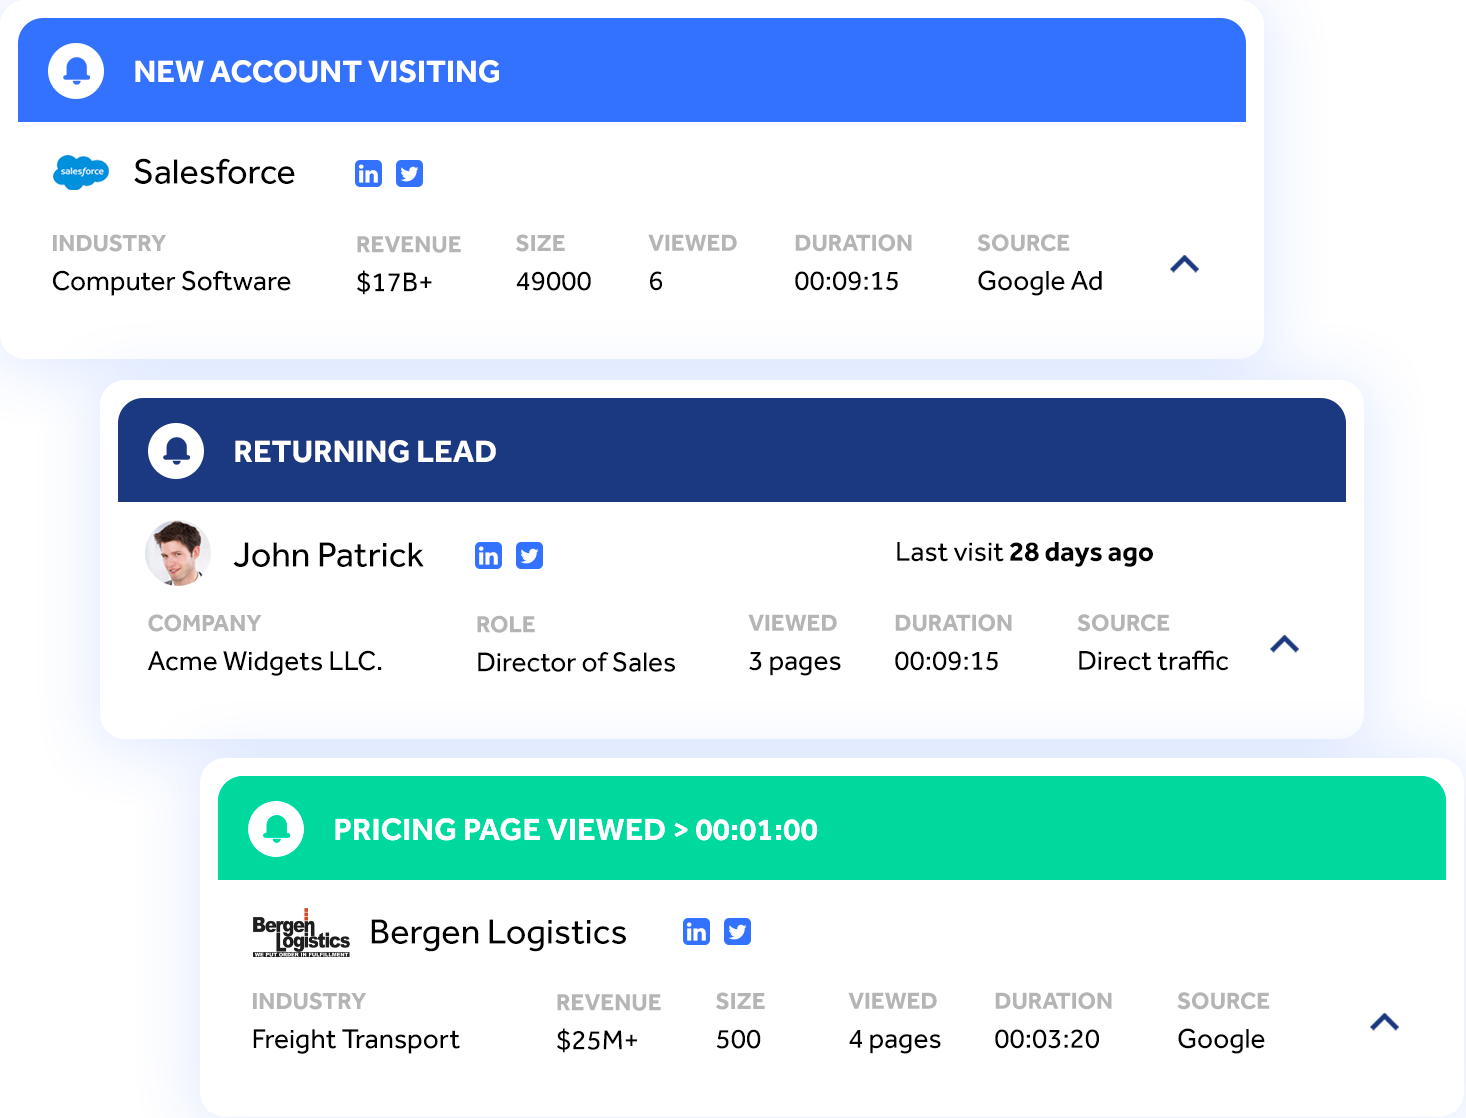 NEW ACCOUNT VISITING
salesforce
Salesforce
in
INDUSTRY REVENUE SIZE VIEWED DURATION SOURCE
Computer Software $17B+ 49000 6 00:09:15 Google Ad
RETURNING LEAD
John Patrick
in
Last visit 28 days ago
COMPANY ROLE VIEWED DURATION SOURCE
Acme Widgets LLC. Director of Sales 3 pages 00:09:15 Direct traffic
PRICING PAGE VIEWED > 00:01:00
Bergen
Logistics
WE PUT ORDER IN FULFILLMENT
Bergen Logistics
in
INDUSTRY REVENUE SIZE VIEWED DURATION SOURCE
Freight Transport $25M+ 500 4 pages 00:03:20 Google